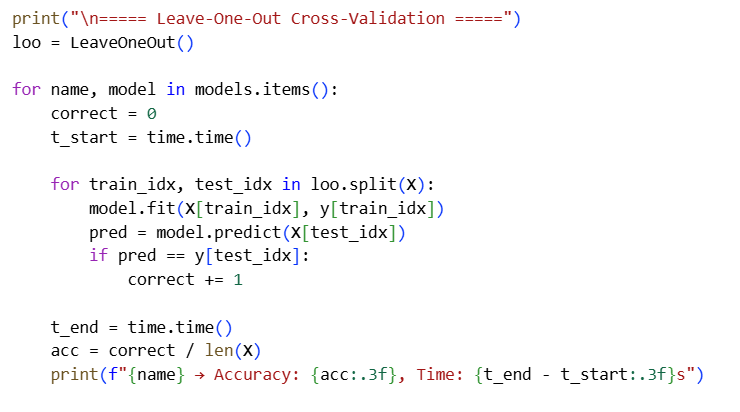 print("\n===== Leave-One-Out Cross-Validation =====")
loo = LeaveOneOut()

for name, model in models.items():
    correct = 0
    t_start = time.time()

    for train_idx, test_idx in loo.split(X):
        model.fit(X[train_idx], y[train_idx])
        pred = model.predict(X[test_idx])
        if pred == y[test_idx]:
            correct += 1

    t_end = time.time()
    acc = correct / len(X)
    print(f"{name} → Accuracy: {acc:.3f}, Time: {t_end - t_start:.3f}s")